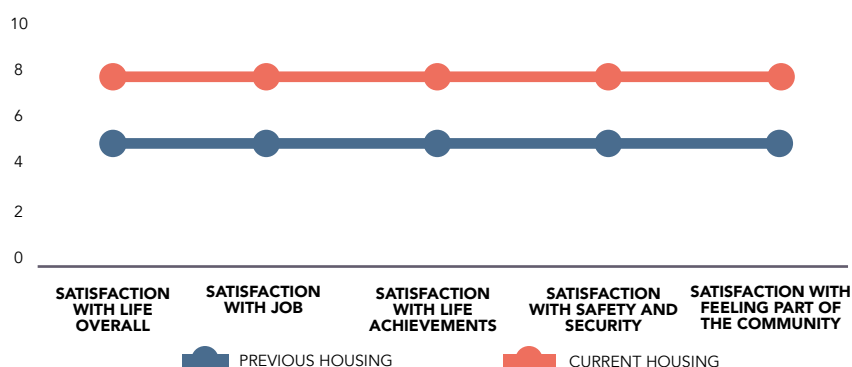 10
8
6
4
2
0
SATISFACTION
WITH LIFE
OVERALL
SATISFACTION
WITH JOB
SATISFACTION
WITH LIFE
ACHIEVEMENTS
SATISFACTION
WITH SAFETY AND
SECURITY
SATISFACTION WITH
FEELING PART OF
THE COMMUNITY
PREVIOUS HOUSING
CURRENT HOUSING